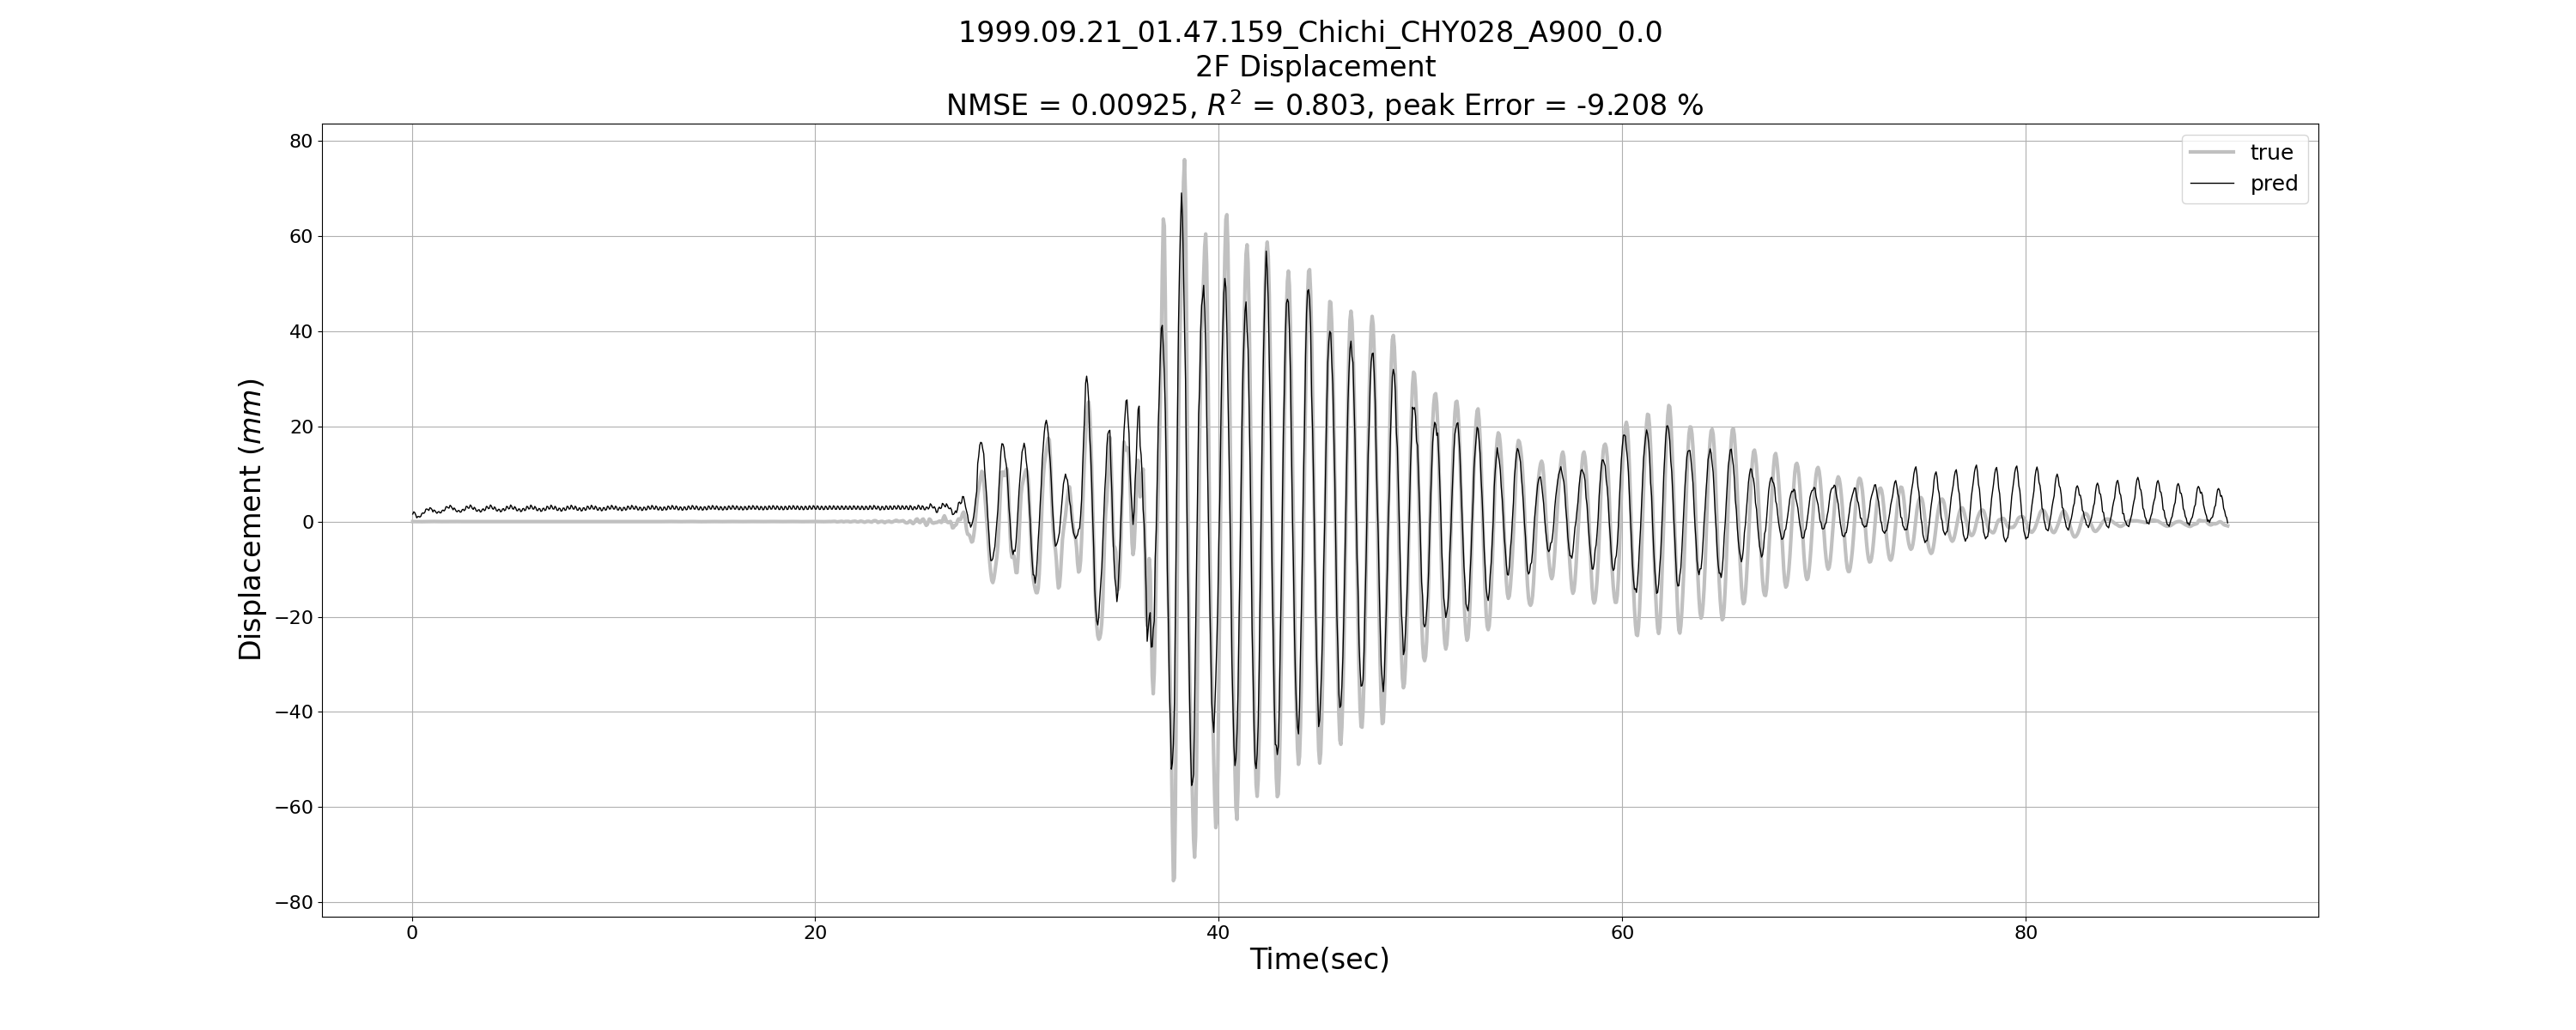 1999.09.21_01.47.159_Chichi_CHY028_A900_0.0
2F Displacement
NMSE = 0.00925, R² = 0.803, peak Error = -9.208 %
true
pred
Displacement (mm)
80
60
40
20
0
−20
−40
−60
−80
0 20 40 60 80
Time(sec)